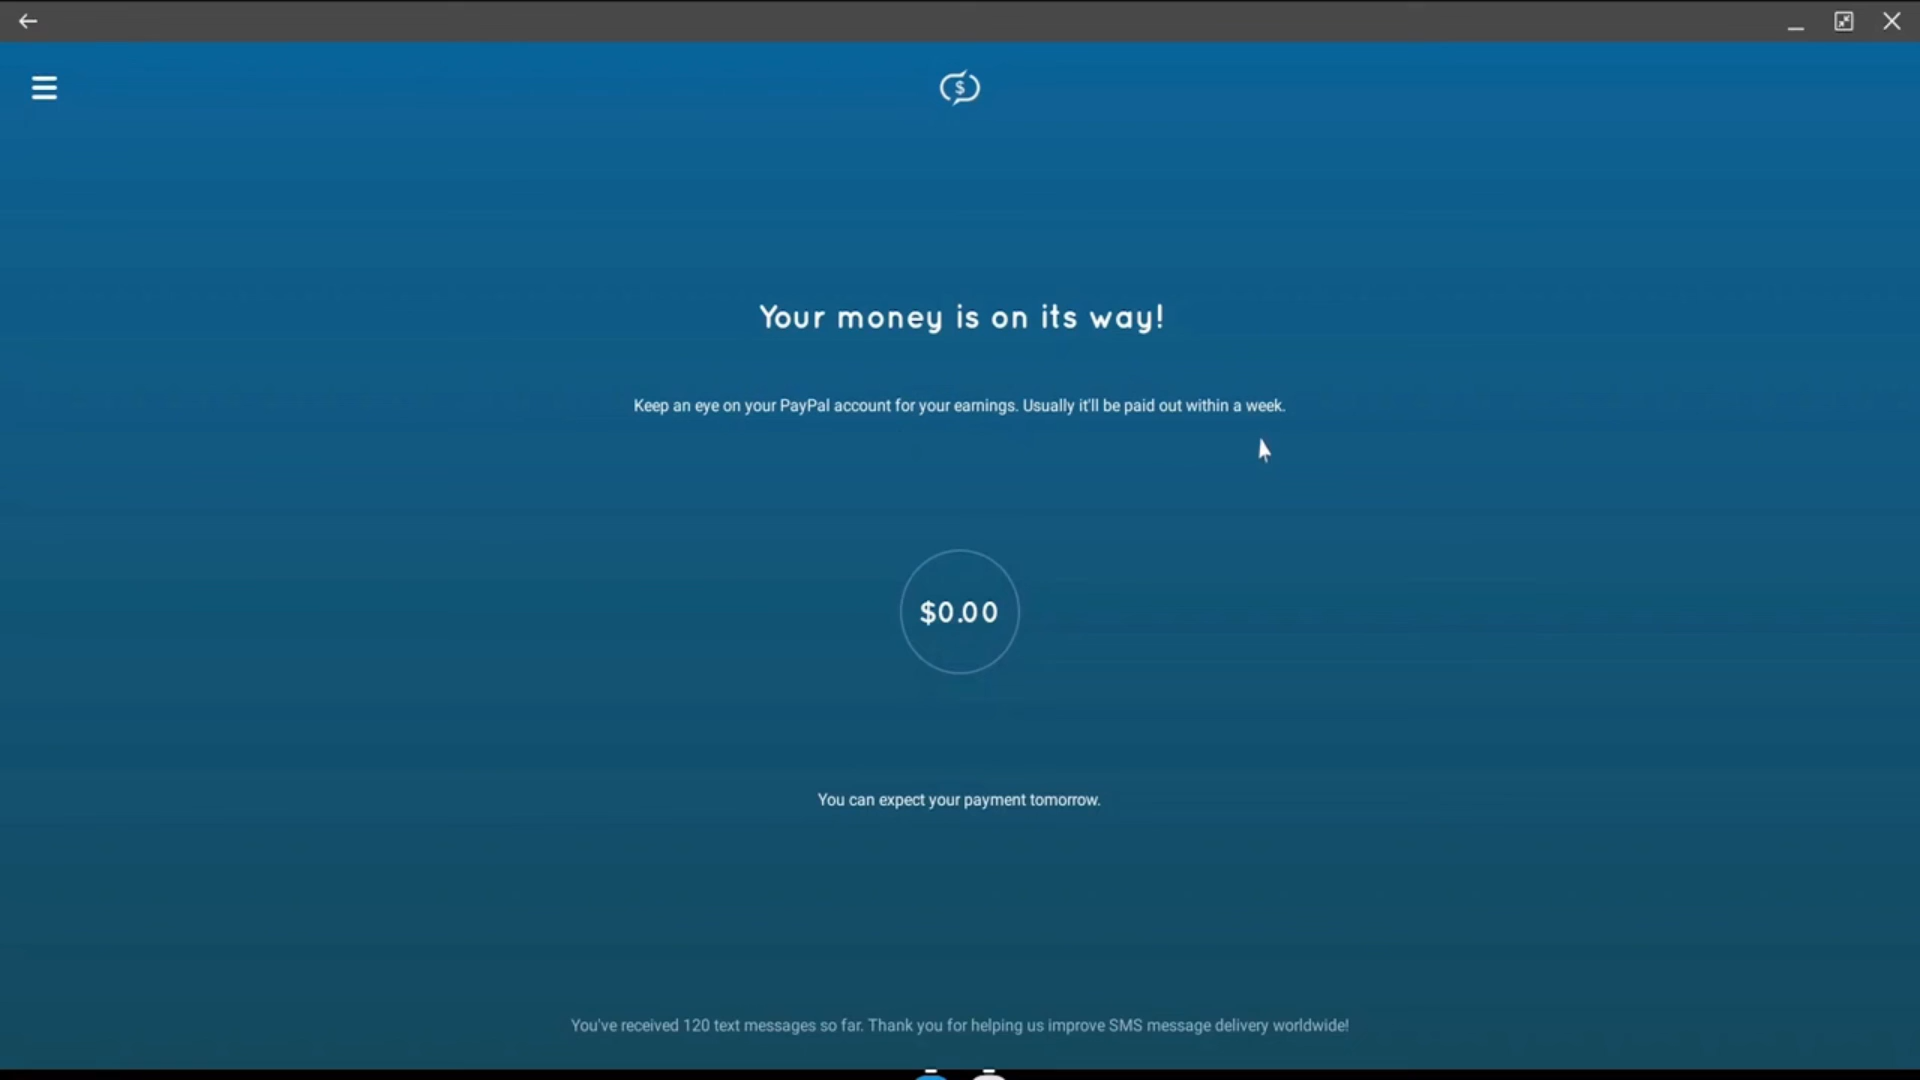 $
Your money is on its way!
Keep an eye on your PayPal account for your earnings. Usually it'll be paid out within a week.
$0.00
You can expect your payment tomorrow.
You've received 120 text messages so far. Thank you for helping us improve SMS message delivery worldwide!